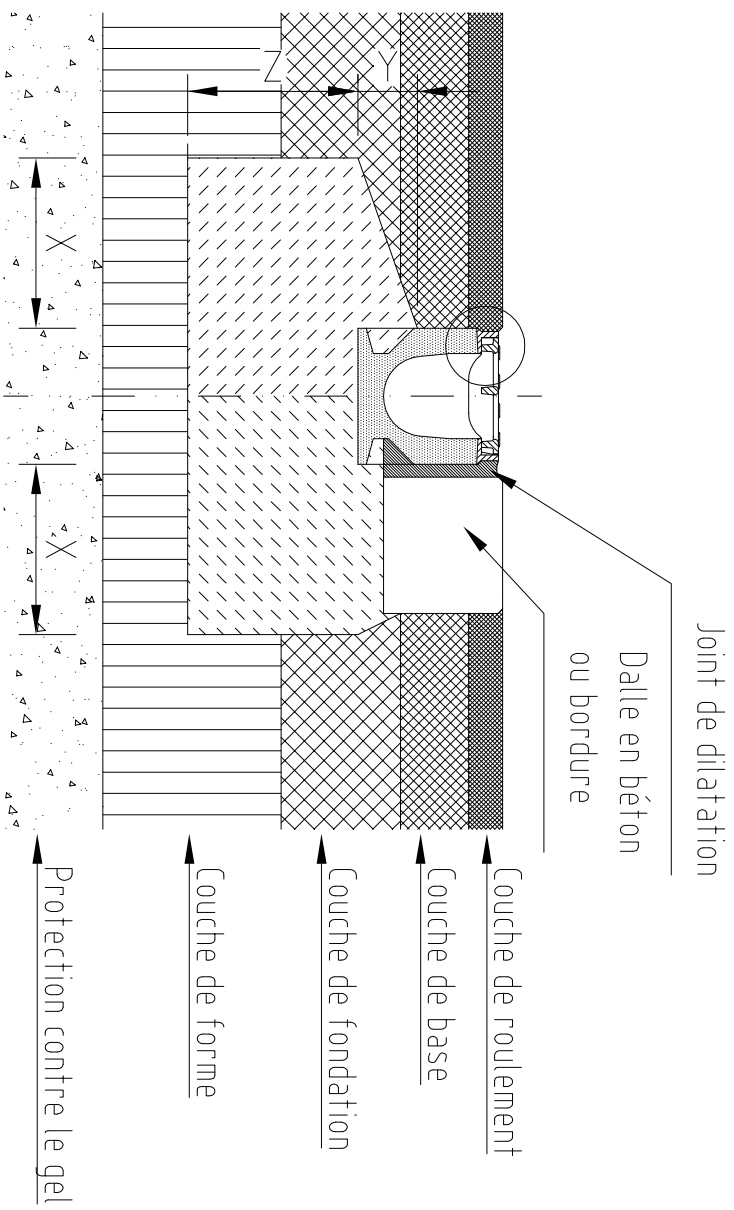 Joint de dilatation
Dalle en béton
ou bordure
Couche de roulement
Couche de base
Couche de fondation
Couche de forme
Protection contre le gel
Z
Y
X
X